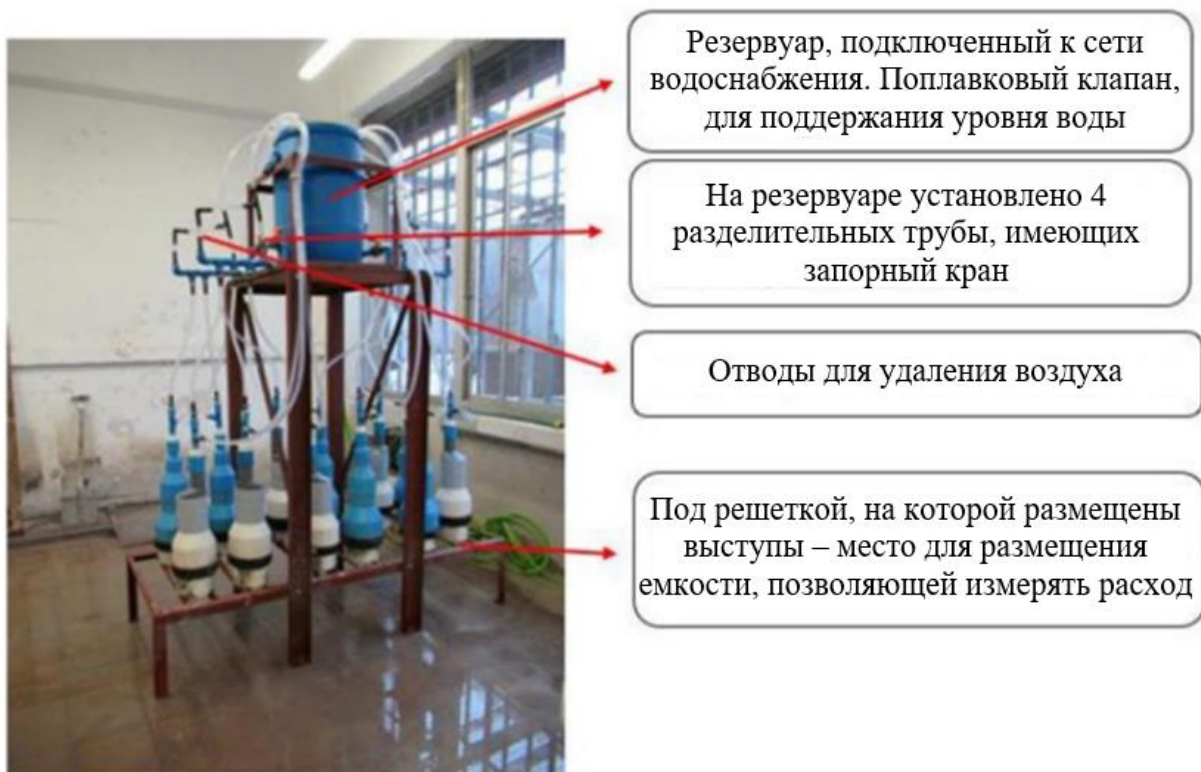 Резервуар, подключенный к сети
водоснабжения. Поплавковый клапан,
для поддержания уровня воды
На резервуаре установлено 4
разделительных трубы, имеющих
запорный кран
Отводы для удаления воздуха
Под решеткой, на которой размещены
выступы – место для размещения
емкости, позволяющей измерять расход